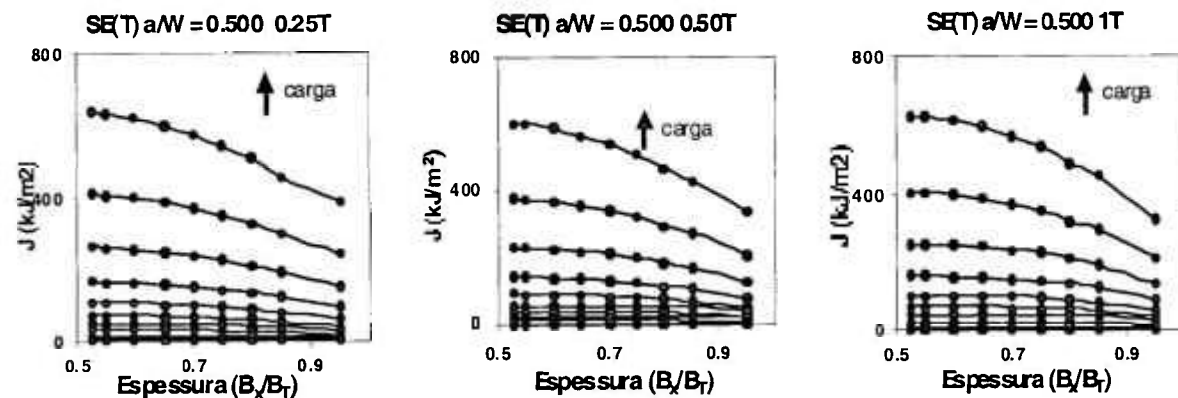 SE(T) a/W = 0.500 0.25T
800
400
0
J (kJ/m2)
carga
0.5 0.7 0.9
Espessura (Bx/BT)
SE(T) a/W = 0.500 0.50T
800
400
0
J (kJ/m²)
carga
0.5 0.7 0.9
Espessura (Bx/BT)
SE(T) a/W = 0.500 1T
800
400
0
J (kJ/m2)
carga
0.5 0.7 0.9
Espessura (Bx/BT)